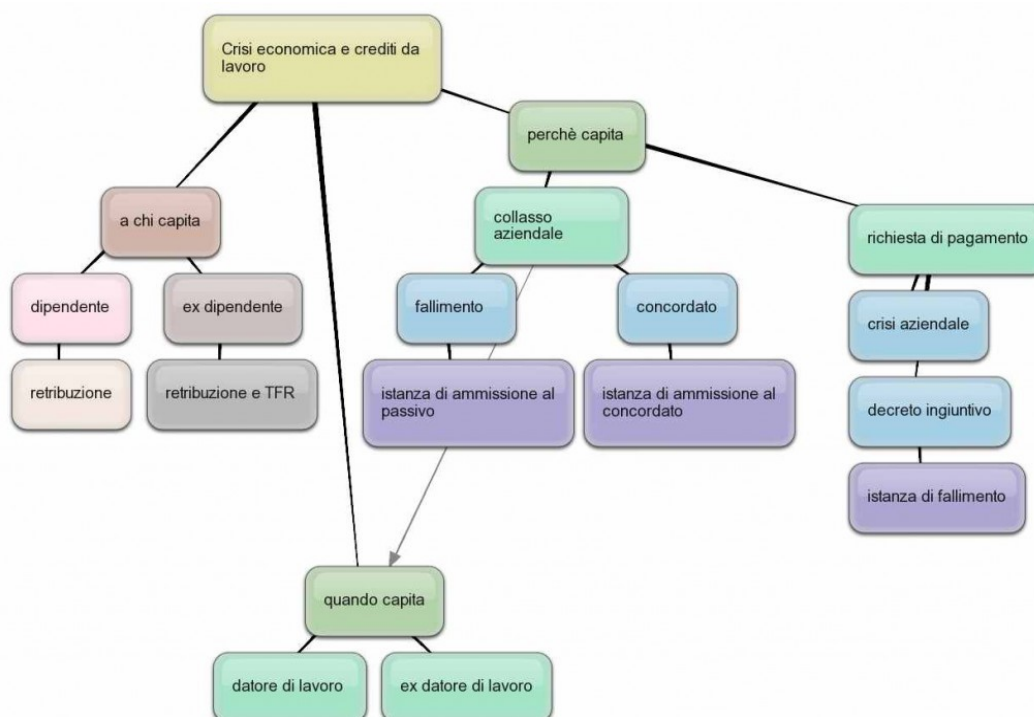 Crisi economica e crediti da
lavoro
perchè capita
a chi capita
collasso
aziendale
richiesta di pagamento
dipendente
ex dipendente
fallimento
concordato
crisi aziendale
retribuzione
retribuzione e TFR
istanza di ammissione al
passivo
istanza di ammissione al
concordato
decreto ingiuntivo
istanza di fallimento
quando capita
datore di lavoro
ex datore di lavoro